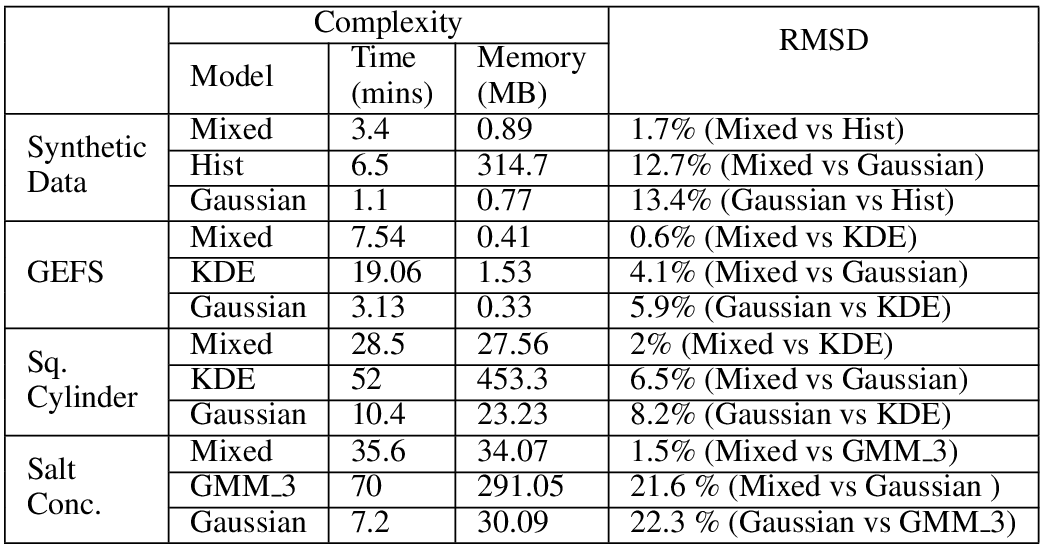 Complexity RMSD
Model Time (mins) Memory (MB)
Synthetic Data Mixed 3.4 0.89 1.7% (Mixed vs Hist)
Hist 6.5 314.7 12.7% (Mixed vs Gaussian)
Gaussian 1.1 0.77 13.4% (Gaussian vs Hist)
GEFS Mixed 7.54 0.41 0.6% (Mixed vs KDE)
KDE 19.06 1.53 4.1% (Mixed vs Gaussian)
Gaussian 3.13 0.33 5.9% (Gaussian vs KDE)
Sq. Cylinder Mixed 28.5 27.56 2% (Mixed vs KDE)
KDE 52 453.3 6.5% (Mixed vs Gaussian)
Gaussian 10.4 23.23 8.2% (Gaussian vs KDE)
Salt Conc. Mixed 35.6 34.07 1.5% (Mixed vs GMM_3)
GMM_3 70 291.05 21.6 % (Mixed vs Gaussian )
Gaussian 7.2 30.09 22.3 % (Gaussian vs GMM_3)